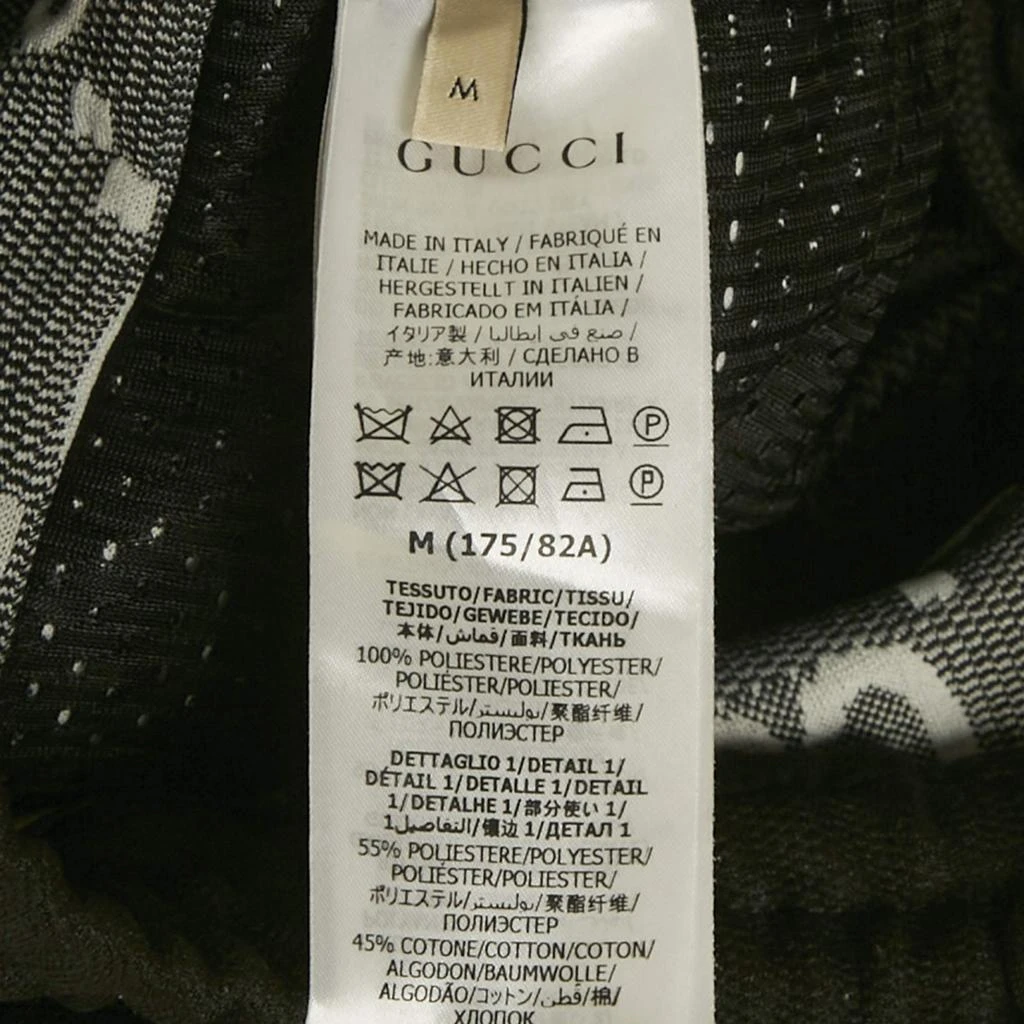 M
GUCCI
MADE IN ITALY / FABRIQUÉ EN
ITALIE / HECHO EN ITALIA /
HERGESTELLT IN ITALIEN /
FABRICADO EM ITÁLIA /
イタリア製 / صنع في إيطاليا /
产地:意大利 / СДЕЛАНО В
ИТАЛИИ
P
P
M (175/82A)
TESSUTO/FABRIC/TISSU/
TEJIDO/GEWEBE/TECIDO/
本体/قماش/面料/ТКАНЬ
100% POLIESTERE/POLYESTER/
POLIÉSTER/POLIESTER/
ポリエステル/بوليستر/聚酯纤维/
ПОЛИЭСТЕР
DETTAGLIO 1/DETAIL 1/
DÉTAIL 1/DETALLE 1/DETAIL
1/DETALHE 1/部分使い 1/
التفاصيل1/镶边 1/ДЕТАЛ 1
55% POLIESTERE/POLYESTER/
POLIÉSTER/POLIESTER/
ポリエステル/بوليستر/聚酯纤维/
ПОЛИЭСТЕР
45% COTONE/COTTON/COTON/
ALGODON/BAUMWOLLE/
ALGODÃO/コットン/قطن/棉/
ХЛОПОК